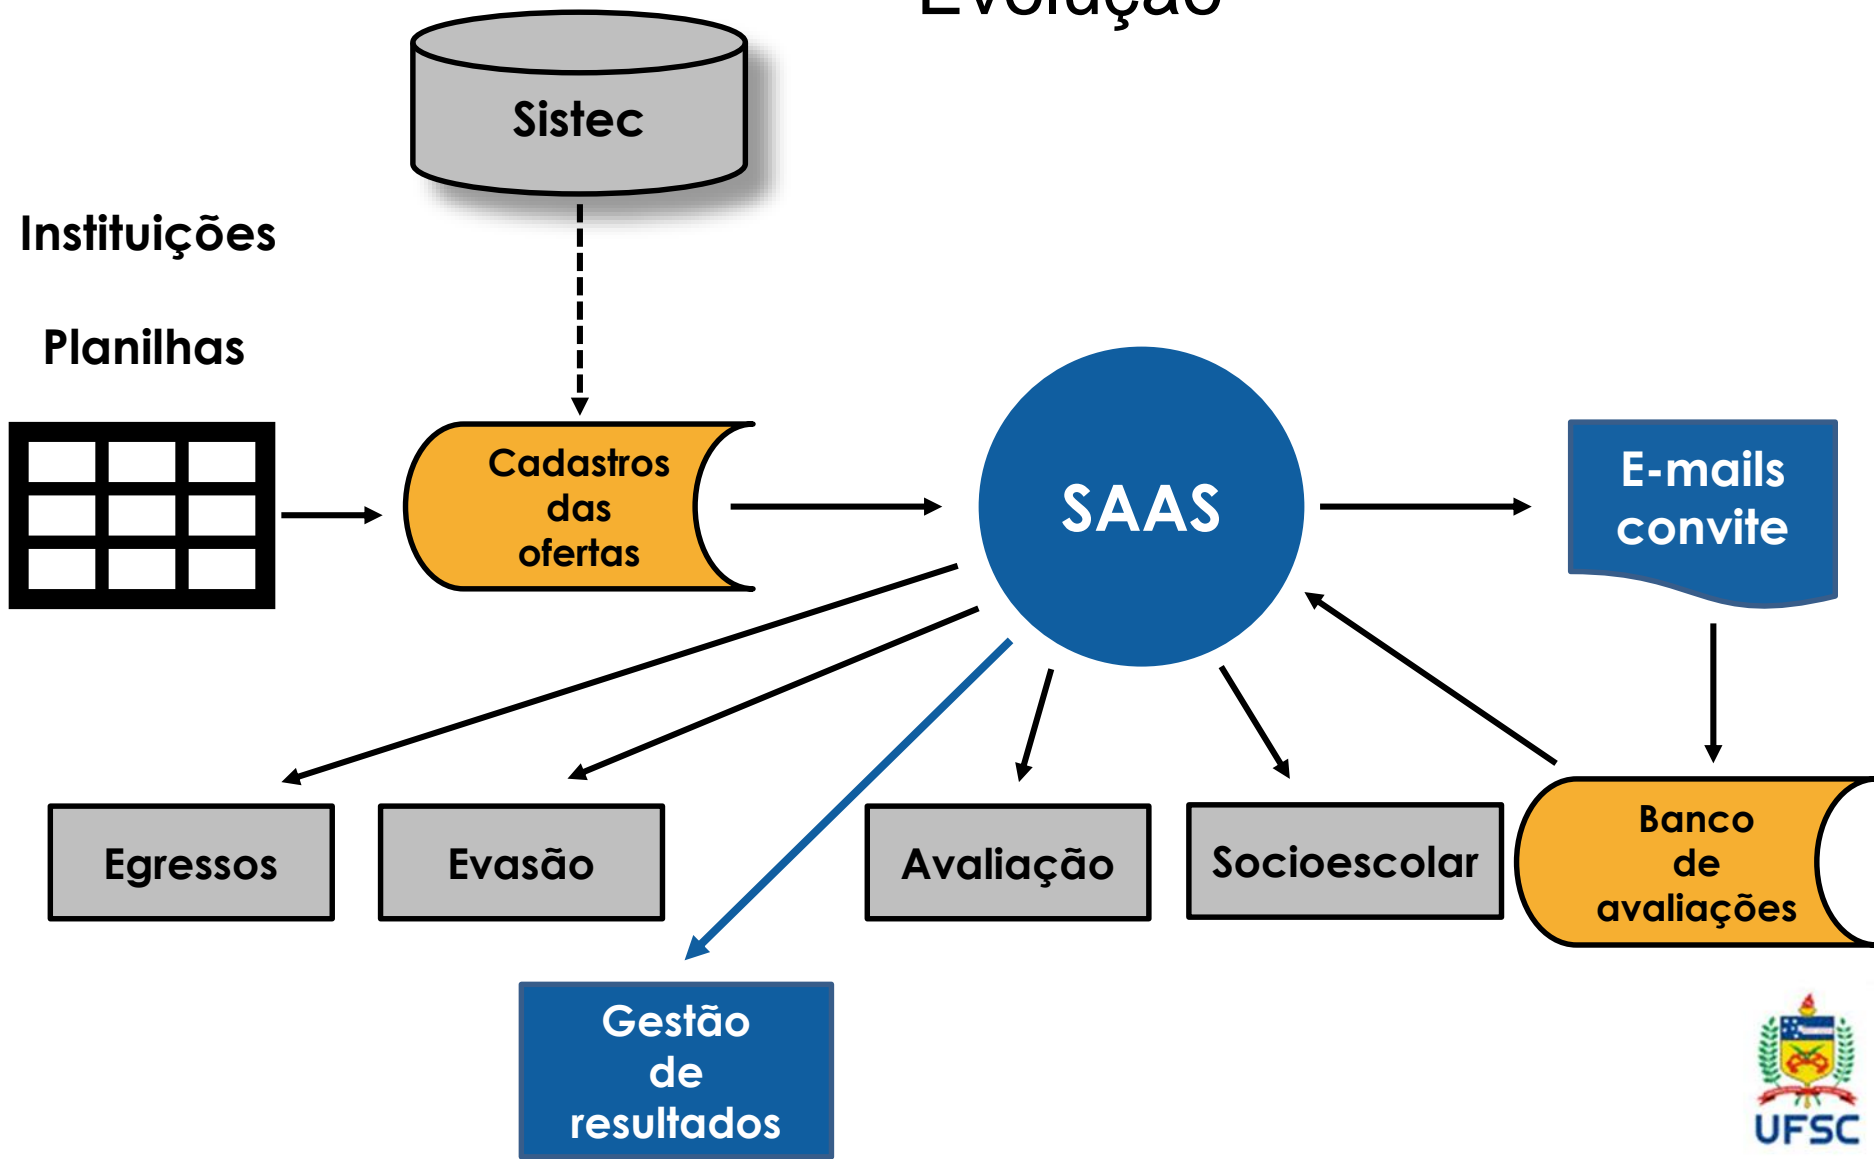 Evolução
Sistec
Instituições
Planilhas
Cadastros
das
ofertas
SAAS
E-mails
convite
Egressos
Evasão
Avaliação
Socioescolar
Banco
de
avaliações
Gestão
de
resultados
UFSC